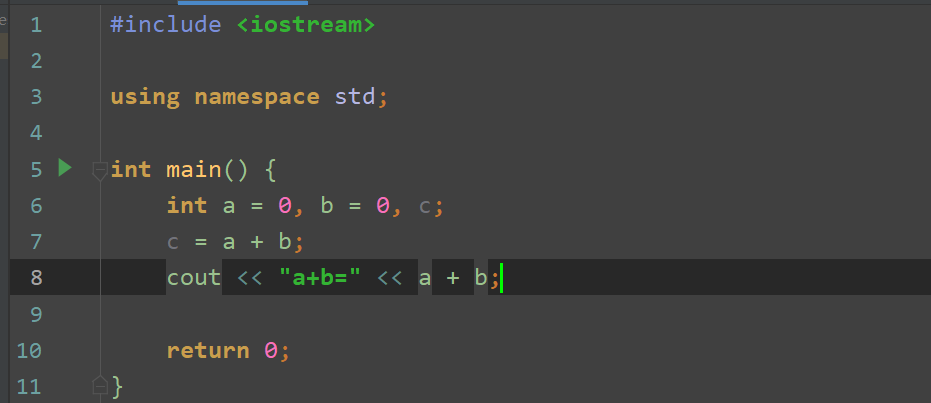 1 #include <iostream>
2
3 using namespace std;
4
5 int main() {
6 int a = 0, b = 0, c;
7 c = a + b;
8 cout << "a+b=" << a + b;
9
10 return 0;
11 }